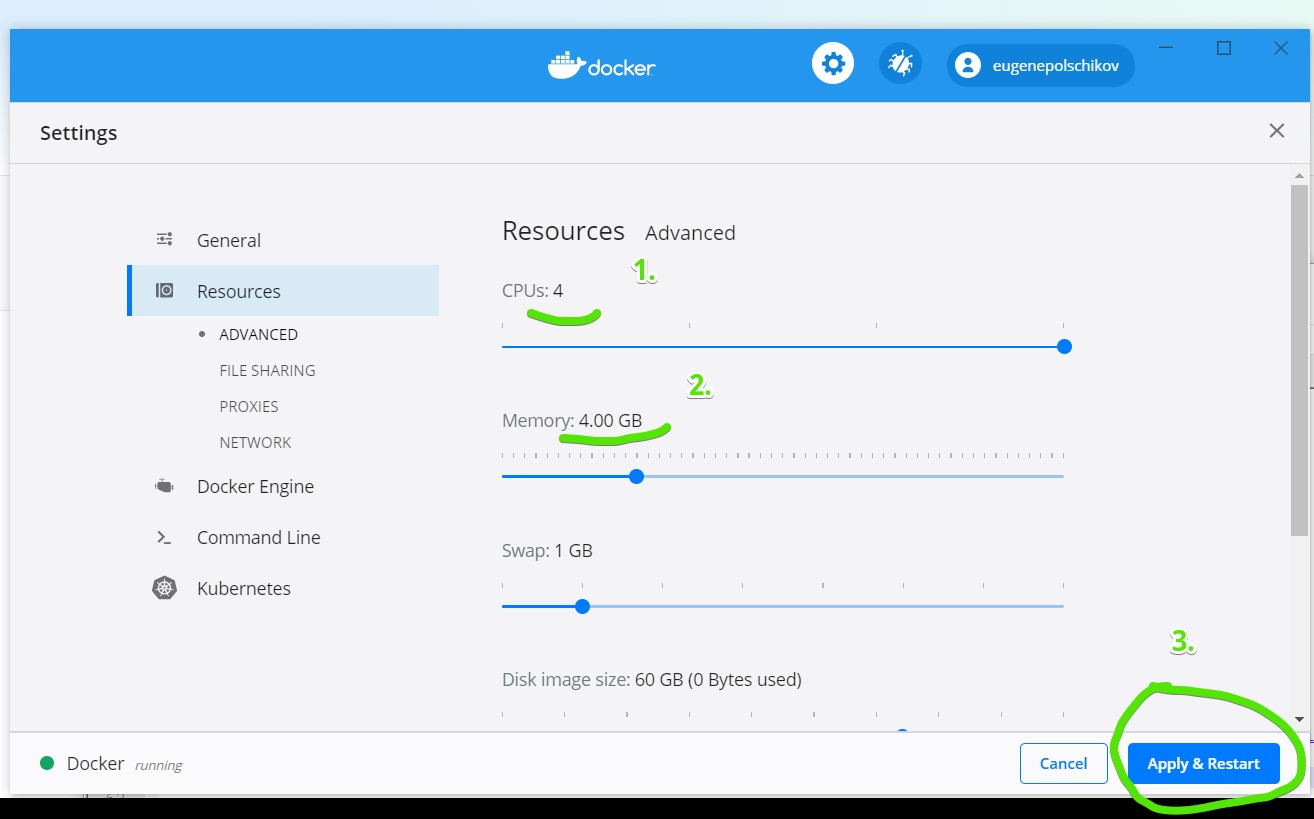 docker
eugenepolschikov
Settings
General
Resources
ADVANCED
FILE SHARING
PROXIES
NETWORK
Docker Engine
Command Line
Kubernetes
Resources Advanced
1.
CPUs: 4
2.
Memory: 4.00 GB
Swap: 1 GB
3.
Disk image size: 60 GB (0 Bytes used)
Docker running
Cancel
Apply & Restart